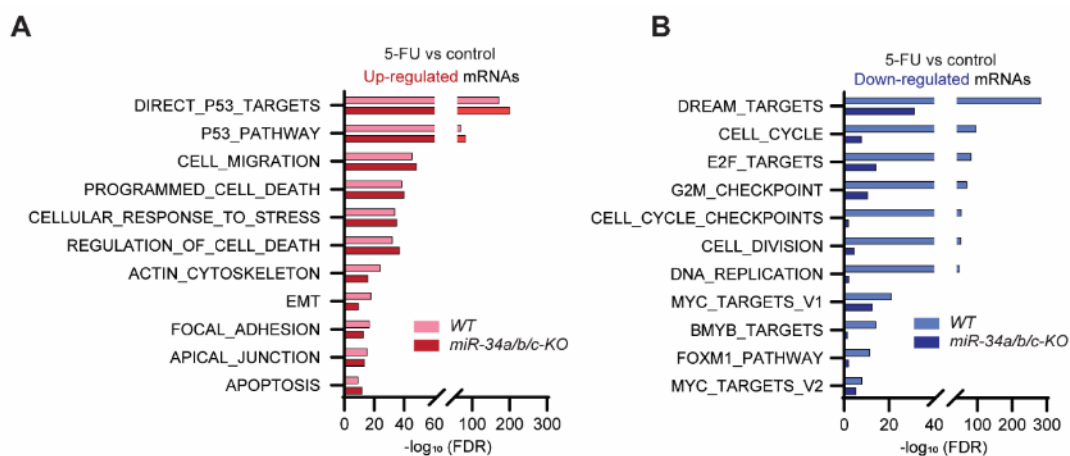 A
5-FU vs control
Up-regulated mRNAs
DIRECT_P53_TARGETS
P53_PATHWAY
CELL_MIGRATION
PROGRAMMED_CELL_DEATH
CELLULAR_RESPONSE_TO_STRESS
REGULATION_OF_CELL_DEATH
ACTIN_CYTOSKELETON
EMT
FOCAL_ADHESION
APICAL_JUNCTION
APOPTOSIS
WT
miR-34a/b/c-KO
0 20 40 60 100 200 300
-log₁₀ (FDR)
B
5-FU vs control
Down-regulated mRNAs
DREAM_TARGETS
CELL_CYCLE
E2F_TARGETS
G2M_CHECKPOINT
CELL_CYCLE_CHECKPOINTS
CELL_DIVISION
DNA_REPLICATION
MYC_TARGETS_V1
BMYB_TARGETS
FOXM1_PATHWAY
MYC_TARGETS_V2
WT
miR-34a/b/c-KO
0 20 40 100 200 300
-log₁₀ (FDR)